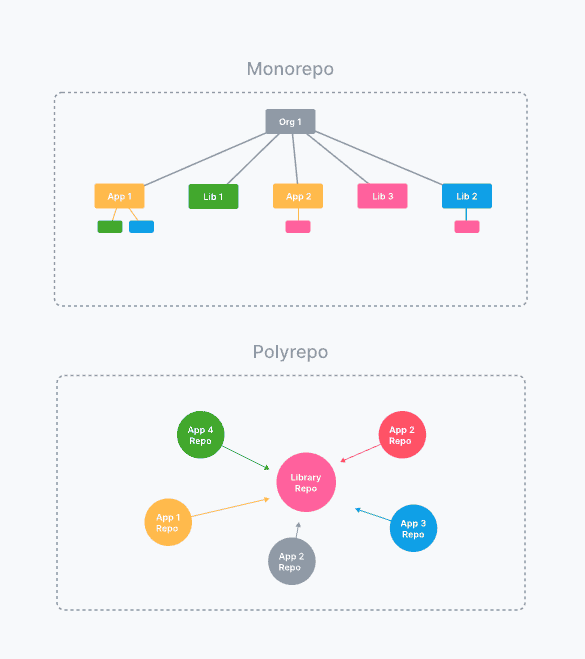 Monorepo
Org 1
App 1
Lib 1
App 2
Lib 3
Lib 2
Polyrepo
App 4
Repo
App 2
Repo
Library
Repo
App 1
Repo
App 3
Repo
App 2
Repo